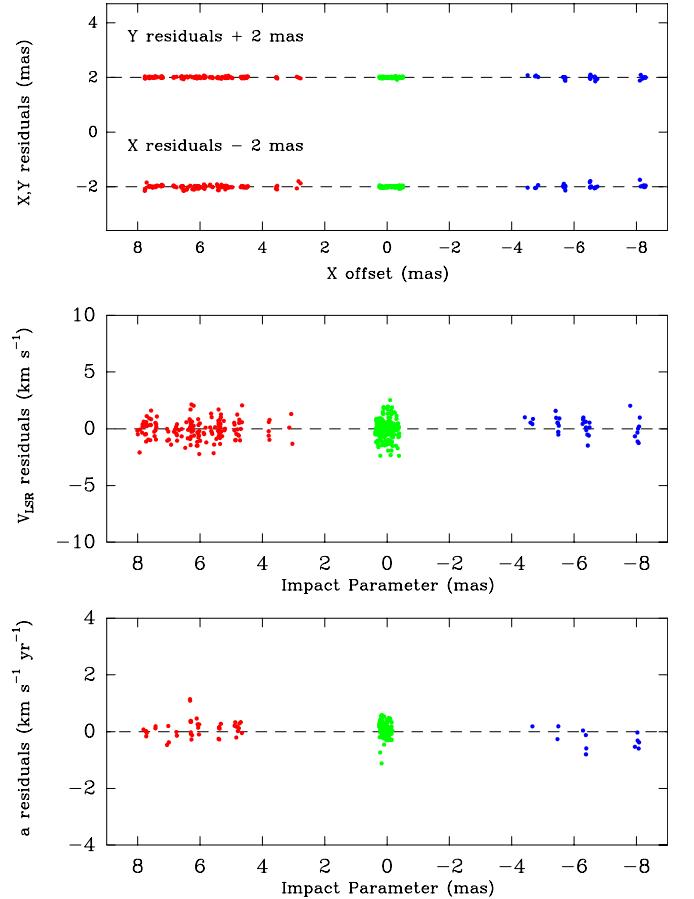 4
2
0
−2
X,Y residuals (mas)
Y residuals + 2 mas
X residuals − 2 mas
8 6 4 2 0 −2 −4 −6 −8
X offset (mas)
10
5
0
−5
−10
V_LSR residuals (km s⁻¹)
8 6 4 2 0 −2 −4 −6 −8
Impact Parameter (mas)
4
2
0
−2
−4
a residuals (km s⁻¹ yr⁻¹)
8 6 4 2 0 −2 −4 −6 −8
Impact Parameter (mas)